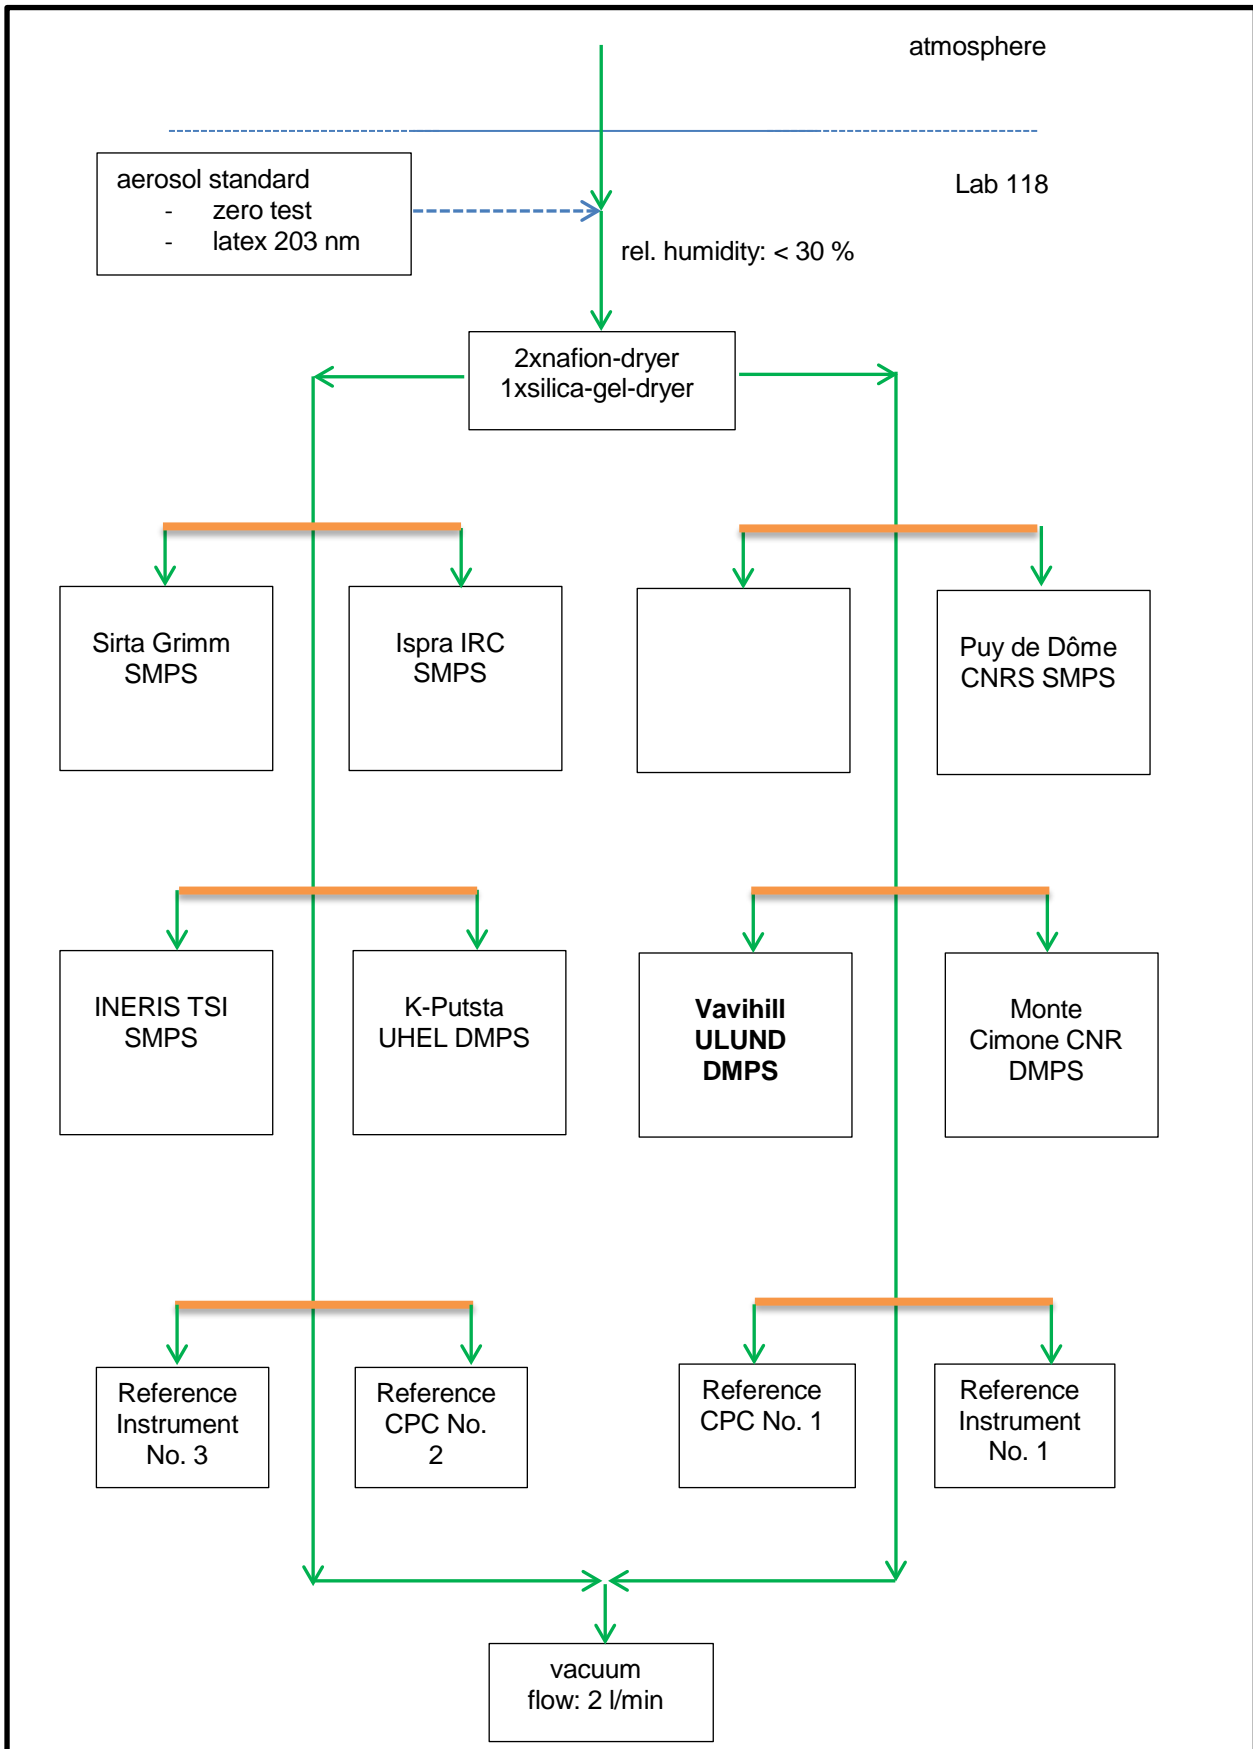 atmosphere
aerosol standard
- zero test
- latex 203 nm
Lab 118
rel. humidity: < 30 %
2xnafion-dryer
1xsilica-gel-dryer
Sirta Grimm
SMPS
Ispra IRC
SMPS
Puy de Dôme
CNRS SMPS
INERIS TSI
SMPS
K-Putsta
UHEL DMPS
Vavihill
ULUND
DMPS
Monte
Cimone CNR
DMPS
Reference
Instrument
No. 3
Reference
CPC No.
2
Reference
CPC No. 1
Reference
Instrument
No. 1
vacuum
flow: 2 l/min